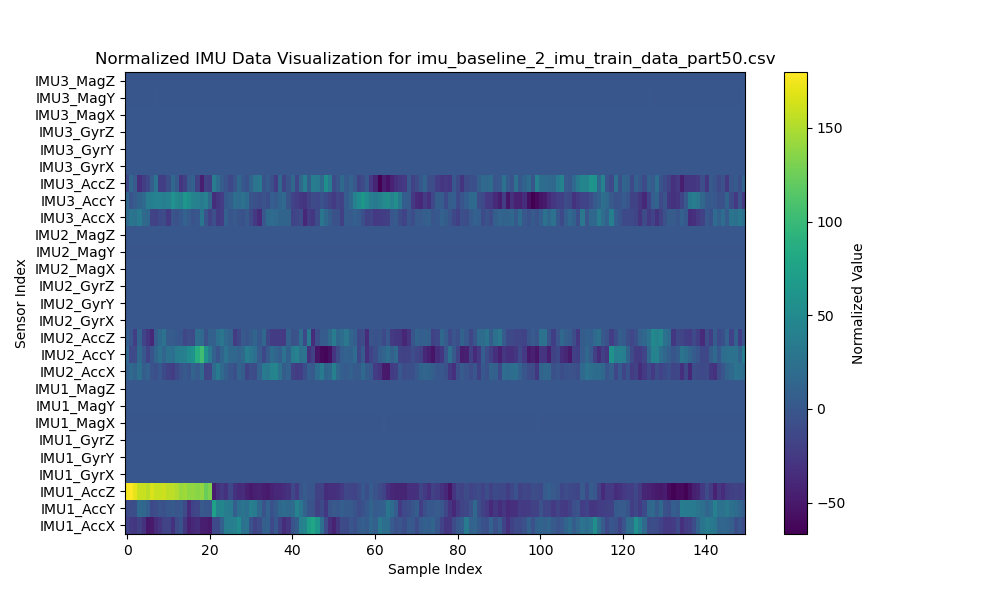 Normalized IMU Data Visualization for imu_baseline_2_imu_train_data_part50.csv
IMU3_MagZ
IMU3_MagY
IMU3_MagX
IMU3_GyrZ
IMU3_GyrY
IMU3_GyrX
IMU3_AccZ
IMU3_AccY
IMU3_AccX
IMU2_MagZ
IMU2_MagY
IMU2_MagX
IMU2_GyrZ
IMU2_GyrY
IMU2_GyrX
IMU2_AccZ
IMU2_AccY
IMU2_AccX
IMU1_MagZ
IMU1_MagY
IMU1_MagX
IMU1_GyrZ
IMU1_GyrY
IMU1_GyrX
IMU1_AccZ
IMU1_AccY
IMU1_AccX
Sensor Index
0 20 40 60 80 100 120 140
Sample Index
150
100
50
0
−50
Normalized Value